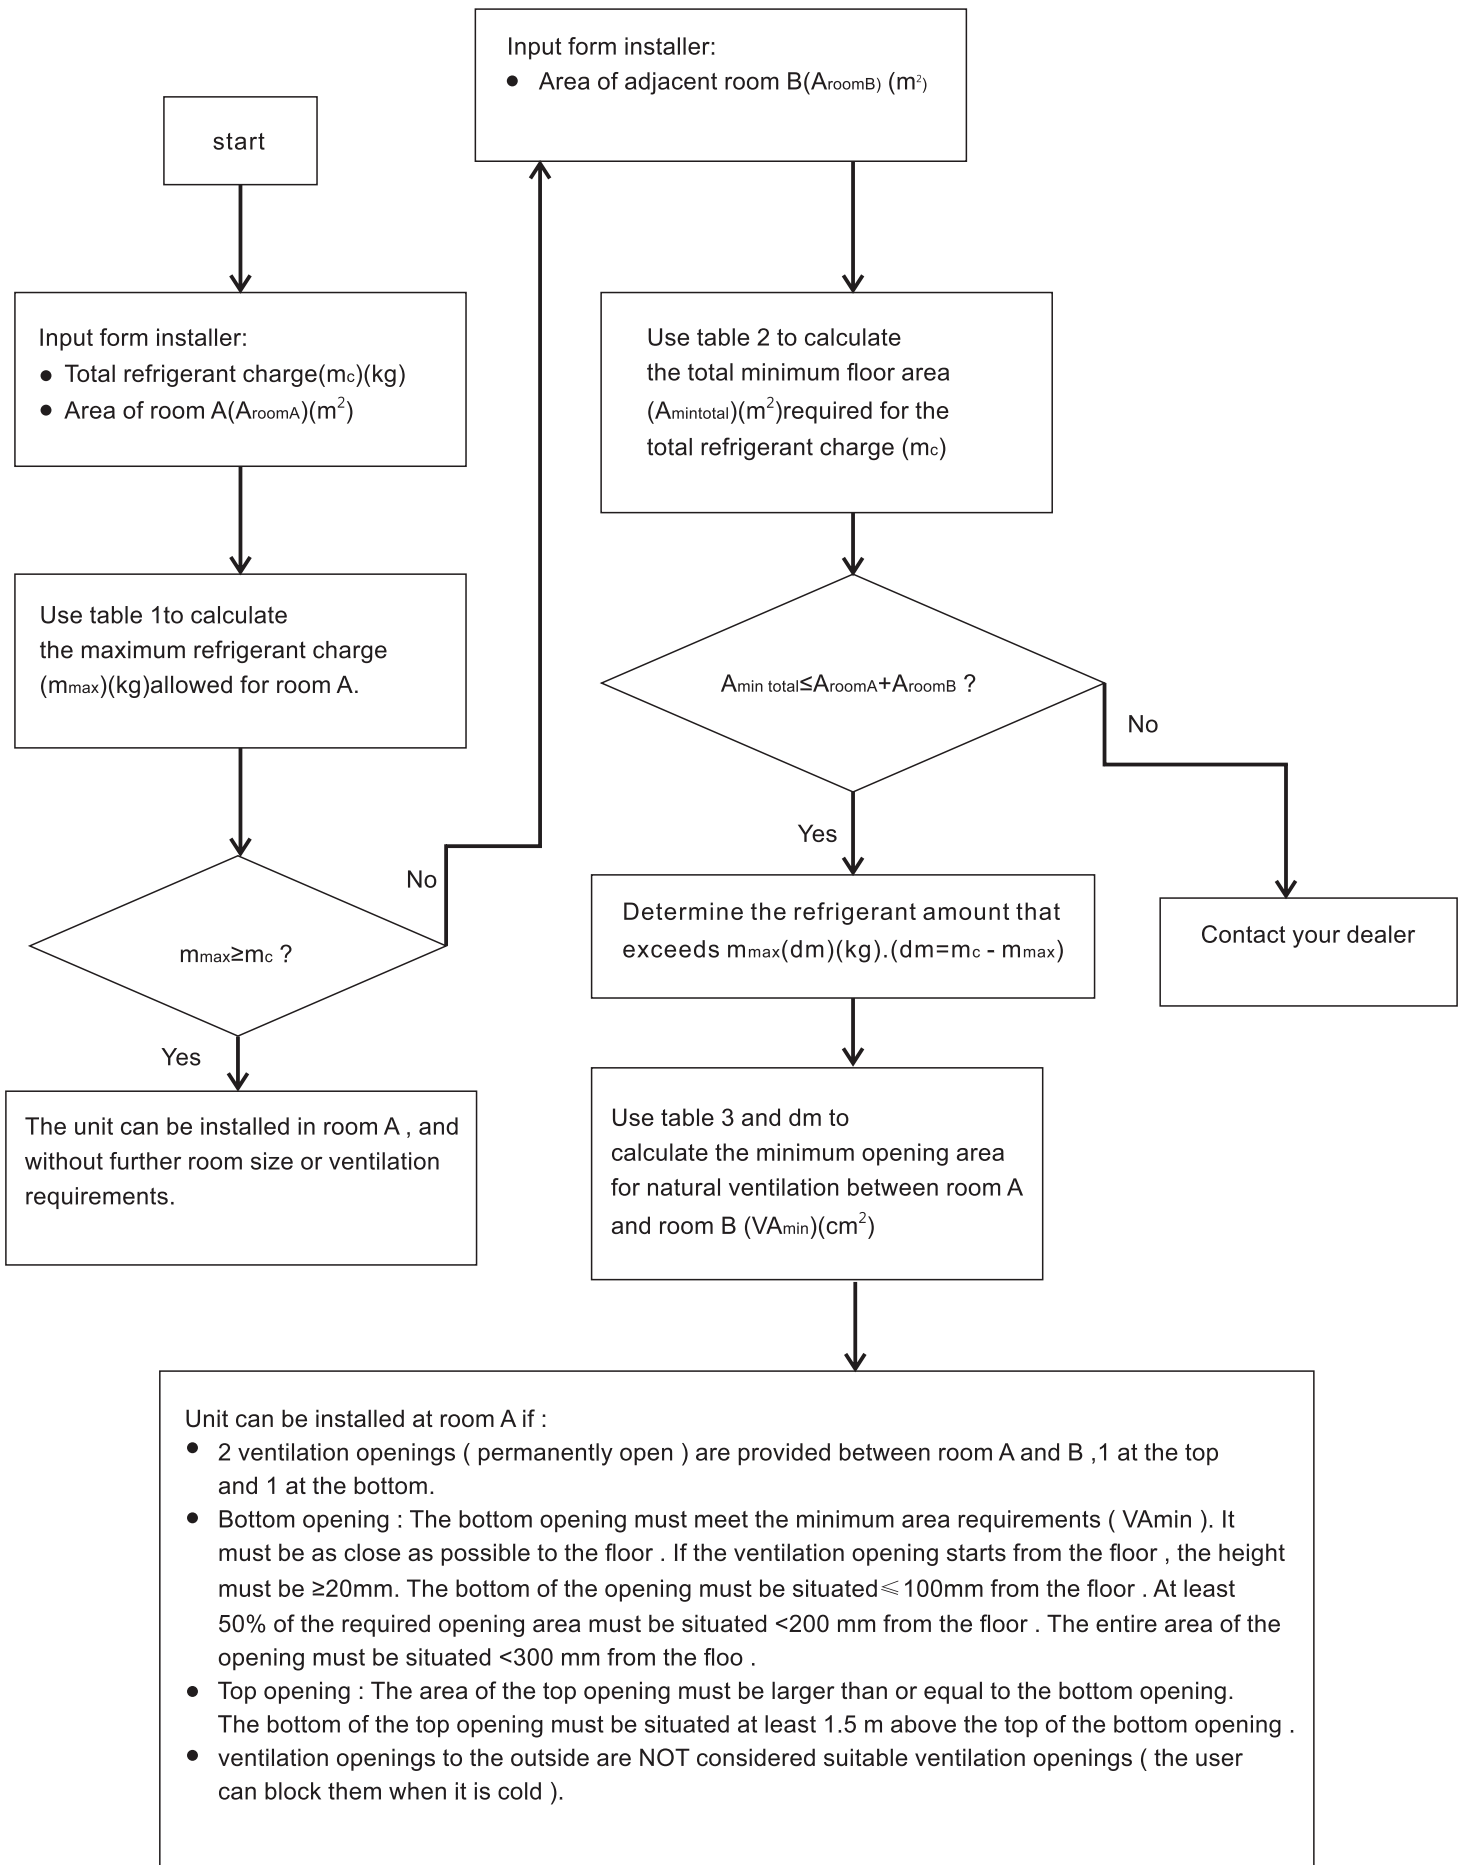 start
Input form installer:
● Total refrigerant charge(mc)(kg)
● Area of room A(AroomA)(m²)
Use table 1to calculate
the maximum refrigerant charge
(mmax)(kg)allowed for room A.
mmax≥mc ?
No
Yes
The unit can be installed in room A , and
without further room size or ventilation
requirements.
Input form installer:
● Area of adjacent room B(AroomB) (m²)
Use table 2 to calculate
the total minimum floor area
(Amintotal)(m²)required for the
total refrigerant charge (mc)
Amin total≤AroomA+AroomB ?
No
Yes
Contact your dealer
Determine the refrigerant amount that
exceeds mmax(dm)(kg).(dm=mc - mmax)
Use table 3 and dm to
calculate the minimum opening area
for natural ventilation between room A
and room B (VAmin)(cm²)
Unit can be installed at room A if :
● 2 ventilation openings ( permanently open ) are provided between room A and B ,1 at the top
and 1 at the bottom.
● Bottom opening : The bottom opening must meet the minimum area requirements ( VAmin ). It
must be as close as possible to the floor . If the ventilation opening starts from the floor , the height
must be ≥20mm. The bottom of the opening must be situated≤100mm from the floor . At least
50% of the required opening area must be situated <200 mm from the floor . The entire area of the
opening must be situated <300 mm from the floo .
● Top opening : The area of the top opening must be larger than or equal to the bottom opening.
The bottom of the top opening must be situated at least 1.5 m above the top of the bottom opening .
● ventilation openings to the outside are NOT considered suitable ventilation openings ( the user
can block them when it is cold ).